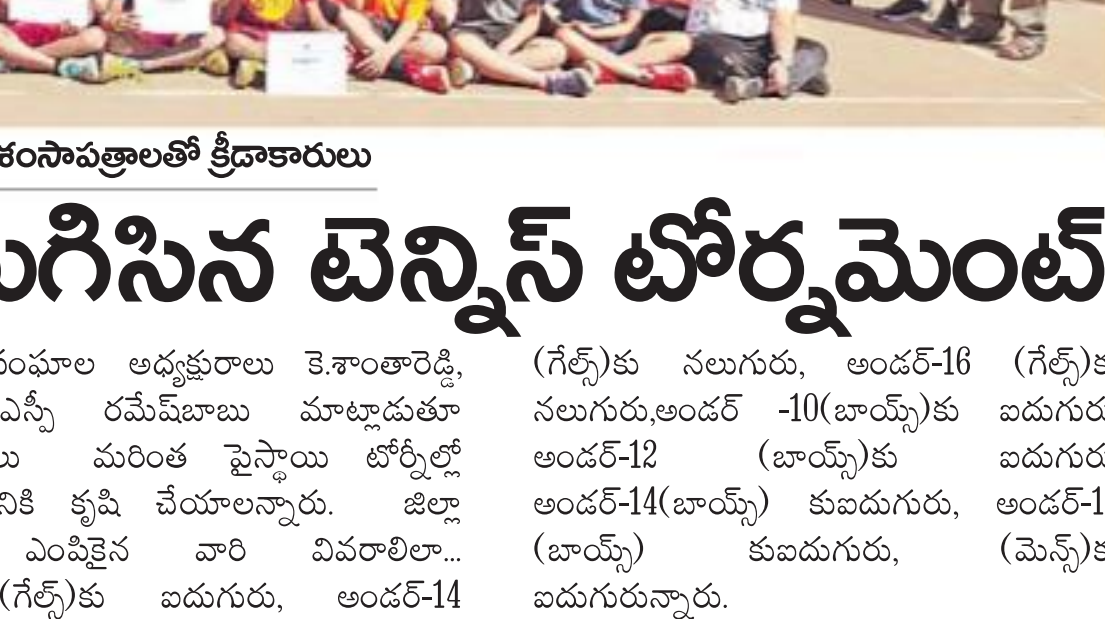 శంసాపత్రాలతో క్రీడాకారులు
ుగిసిన టెన్నిస్ టోర్నమెంట్
సంఘాల అధ్యక్షురాలు కె.శాంతారెడ్డి,
ఎస్పీ రమేష్‌బాబు మాట్లాడుతూ
లు మరింత పైస్థాయి టోర్నీల్లో
నికి కృషి చేయాలన్నారు. జిల్లా
ఎంపికైన వారి వివరాలిలా...
(గేల్స్)కు ఐదుగురు, అండర్-14
(గేల్స్)కు నలుగురు, అండర్-16 (గేల్స్)క
నలుగురు,అండర్ -10(బాయ్స్)కు ఐదుగురు
అండర్-12 (బాయ్స్)కు ఐదుగురు
అండర్-14(బాయ్స్) కుఐదుగురు, అండర్-1
(బాయ్స్) కుఐదుగురు, (మెన్స్)క
ఐదుగురున్నారు.